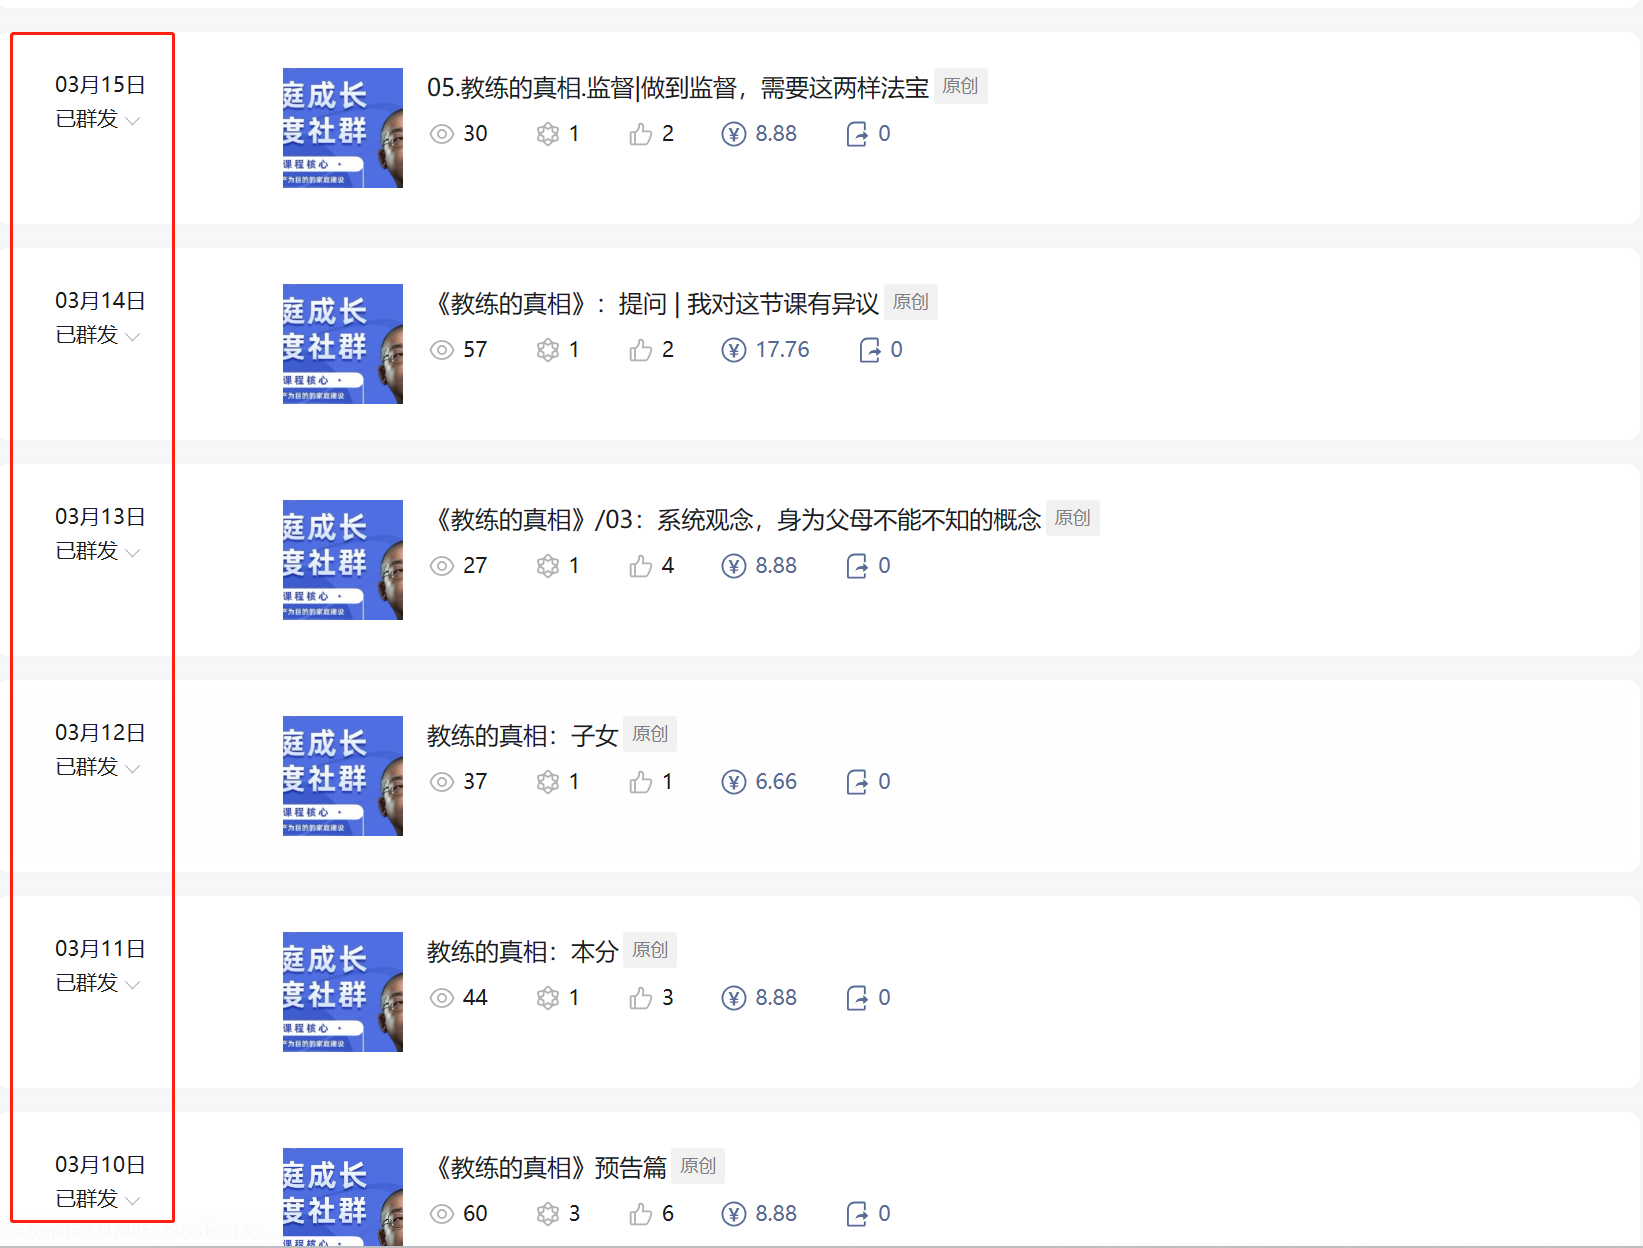 03月15日
已群发
庭成长
度社群
课程核心 ·
产为目的的家庭建设
05.教练的真相.监督|做到监督，需要这两样法宝 原创
30 1 2 ¥ 8.88 0
03月14日
已群发
庭成长
度社群
课程核心 ·
产为目的的家庭建设
《教练的真相》：提问 | 我对这节课有异议 原创
57 1 2 ¥ 17.76 0
03月13日
已群发
庭成长
度社群
课程核心 ·
产为目的的家庭建设
《教练的真相》/03：系统观念，身为父母不能不知的概念 原创
27 1 4 ¥ 8.88 0
03月12日
已群发
庭成长
度社群
课程核心 ·
产为目的的家庭建设
教练的真相：子女 原创
37 1 1 ¥ 6.66 0
03月11日
已群发
庭成长
度社群
课程核心 ·
产为目的的家庭建设
教练的真相：本分 原创
44 1 3 ¥ 8.88 0
03月10日
已群发
庭成长
度社群
课程核心 ·
《教练的真相》预告篇 原创
60 3 6 ¥ 8.88 0